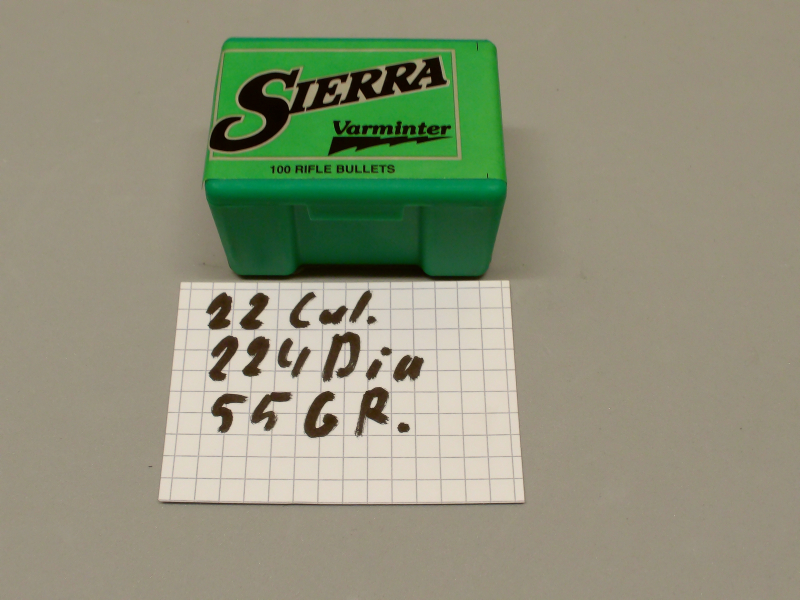 SIERRA
Varminter
100 RIFLE BULLETS
22 Cal.
224 Dia
55 GR.